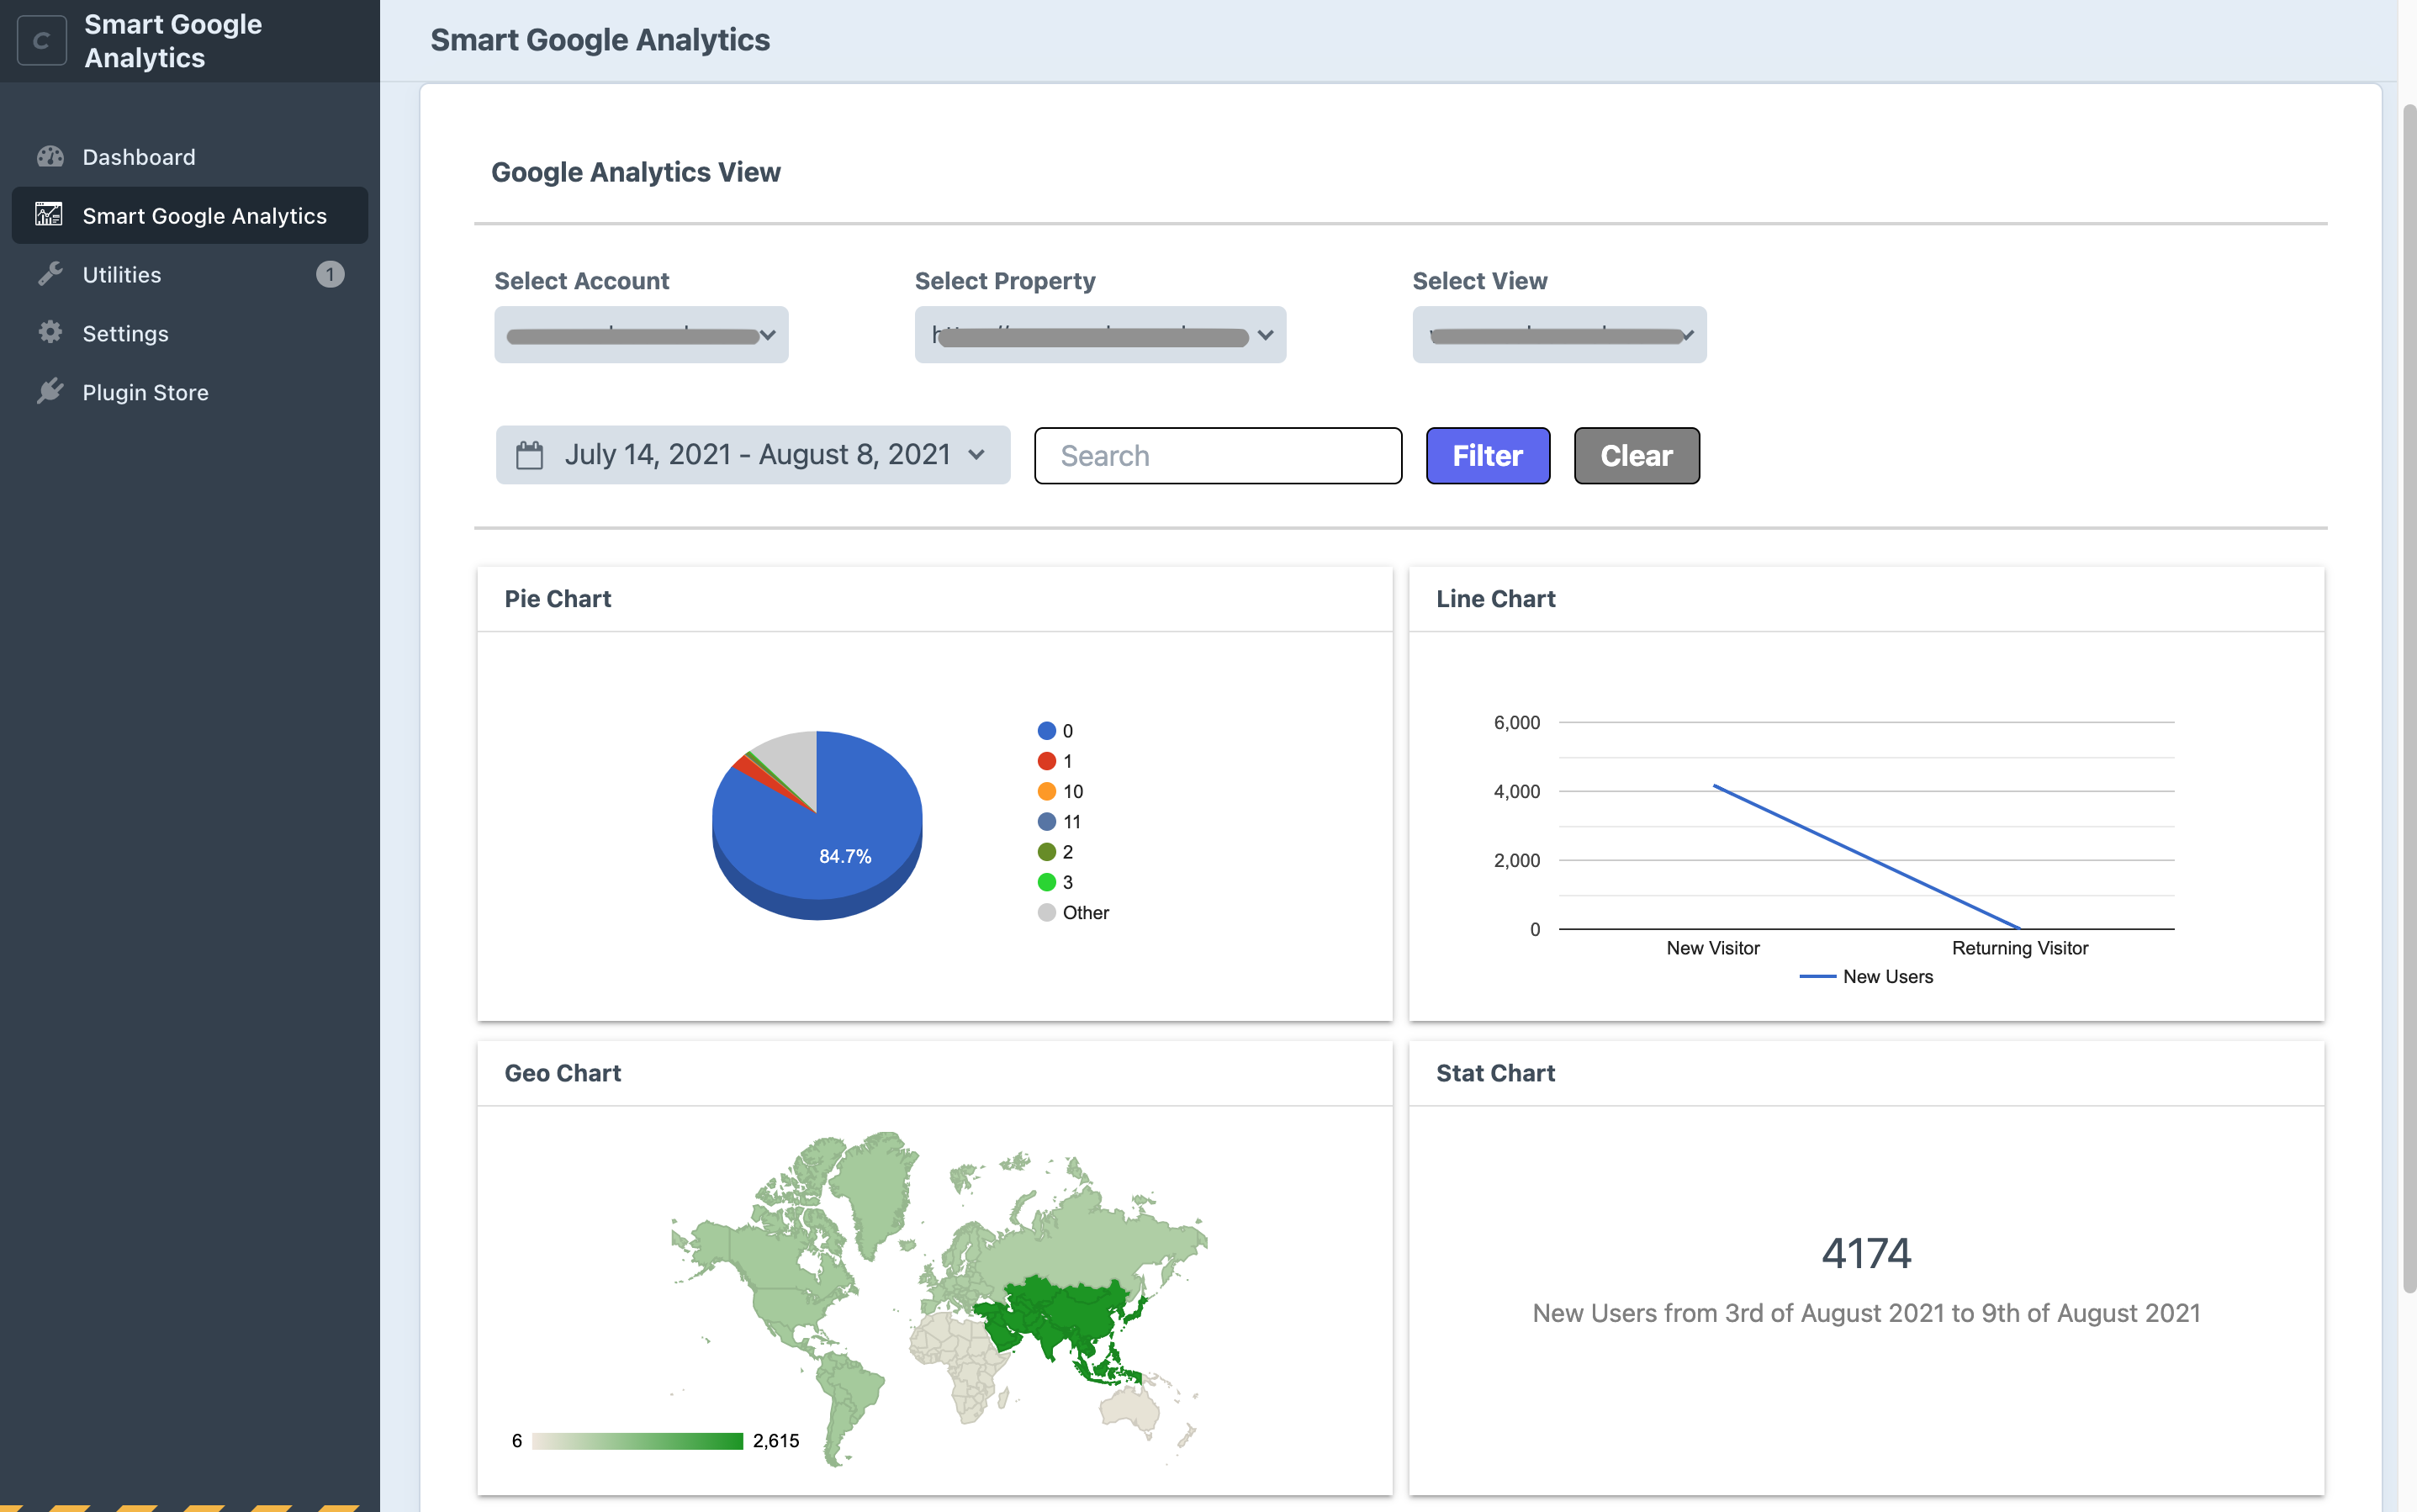 C
Smart Google
Analytics
Dashboard
Smart Google Analytics
Utilities
1
Settings
Plugin Store
Smart Google Analytics
Google Analytics View
Select Account
Select Property
Select View
July 14, 2021 - August 8, 2021
Search
Filter
Clear
Pie Chart
84.7%
0
1
10
11
2
3
Other
Line Chart
6,000
4,000
2,000
0
New Visitor
Returning Visitor
New Users
Geo Chart
6
2,615
Stat Chart
4174
New Users from 3rd of August 2021 to 9th of August 2021